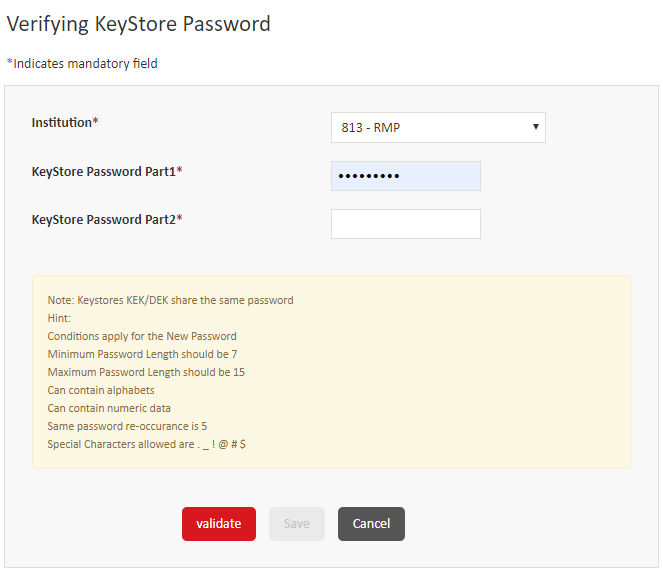 Verifying KeyStore Password
*Indicates mandatory field
Institution*
813 - RMP
KeyStore Password Part1*
•••••••••
KeyStore Password Part2*
Note: Keystores KEK/DEK share the same password
Hint:
Conditions apply for the New Password
Minimum Password Length should be 7
Maximum Password Length should be 15
Can contain alphabets
Can contain numeric data
Same password re-occurance is 5
Special Characters allowed are . _ ! @ # $
validate
Save
Cancel